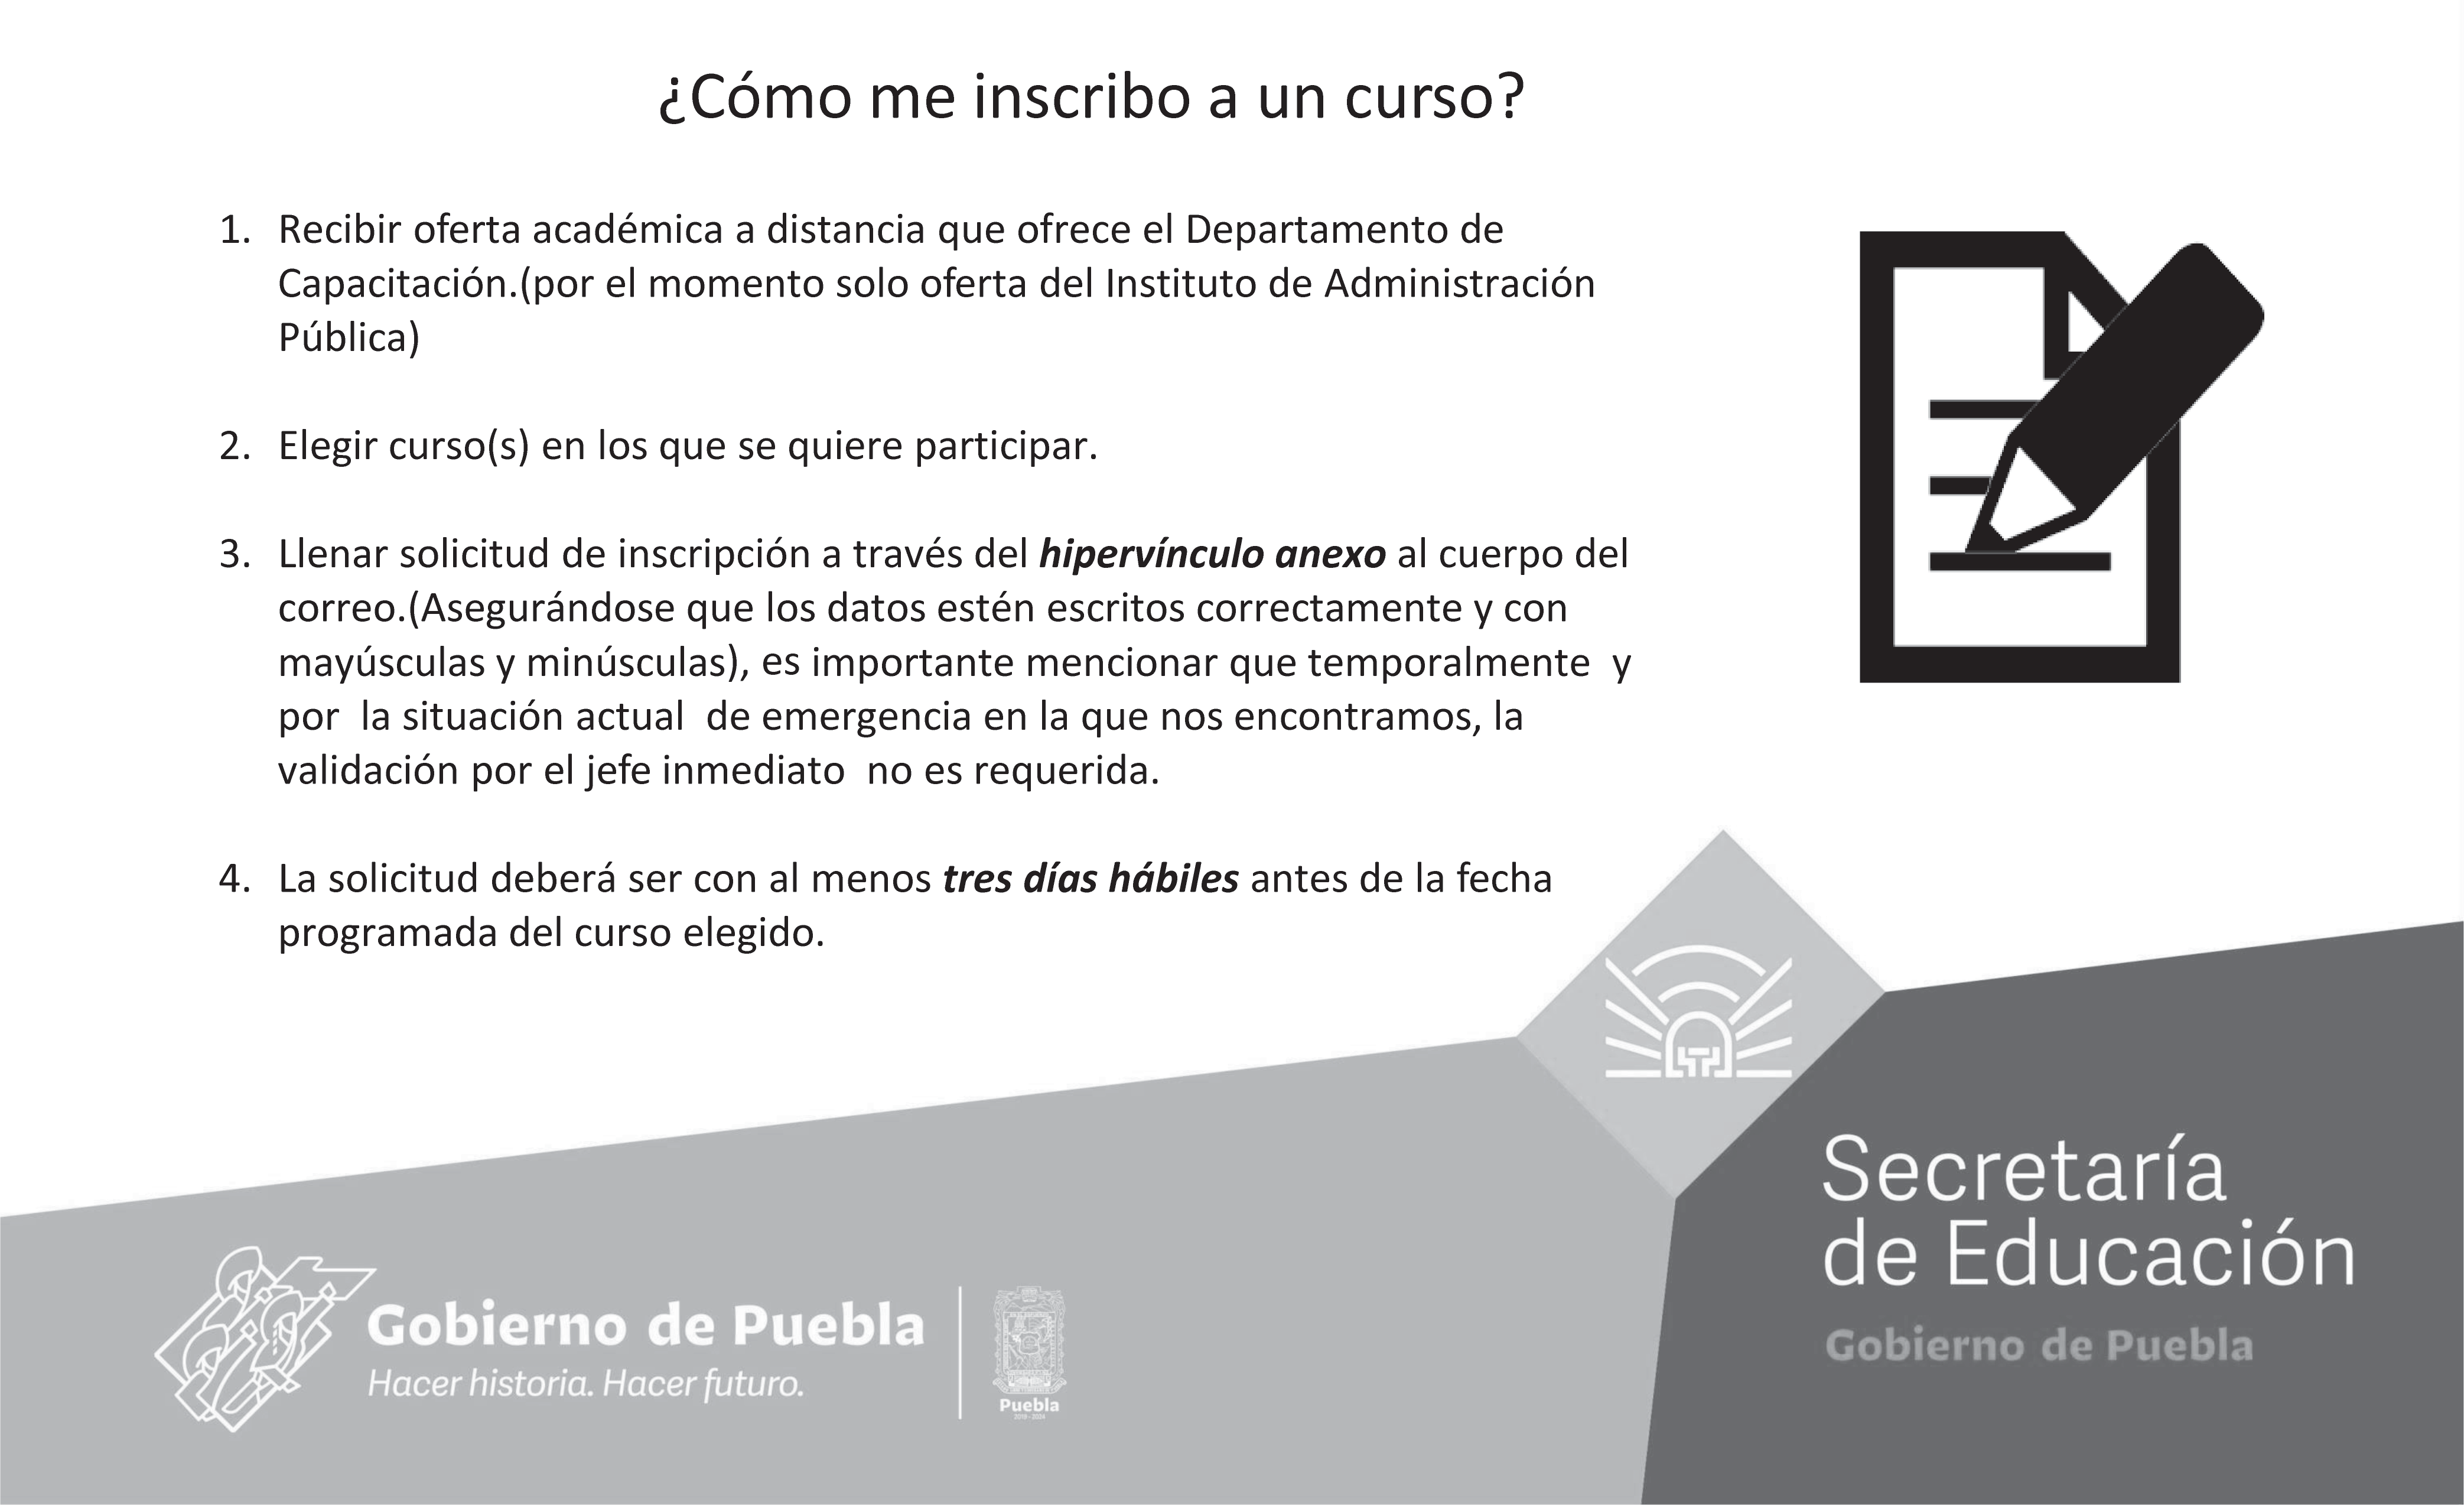 ¿Cómo me inscribo a un curso?
1. Recibir oferta académica a distancia que ofrece el Departamento de
Capacitación.(por el momento solo oferta del Instituto de Administración
Pública)
2. Elegir curso(s) en los que se quiere participar.
3. Llenar solicitud de inscripción a través del hipervínculo anexo al cuerpo del
correo.(Asegurándose que los datos estén escritos correctamente y con
mayúsculas y minúsculas), es importante mencionar que temporalmente  y
por  la situación actual  de emergencia en la que nos encontramos, la
validación por el jefe inmediato  no es requerida.
4. La solicitud deberá ser con al menos tres días hábiles antes de la fecha
programada del curso elegido.
Gobierno de Puebla
Hacer historia. Hacer futuro.
Puebla
2019 - 2024
Secretaría
de Educación
Gobierno de Puebla